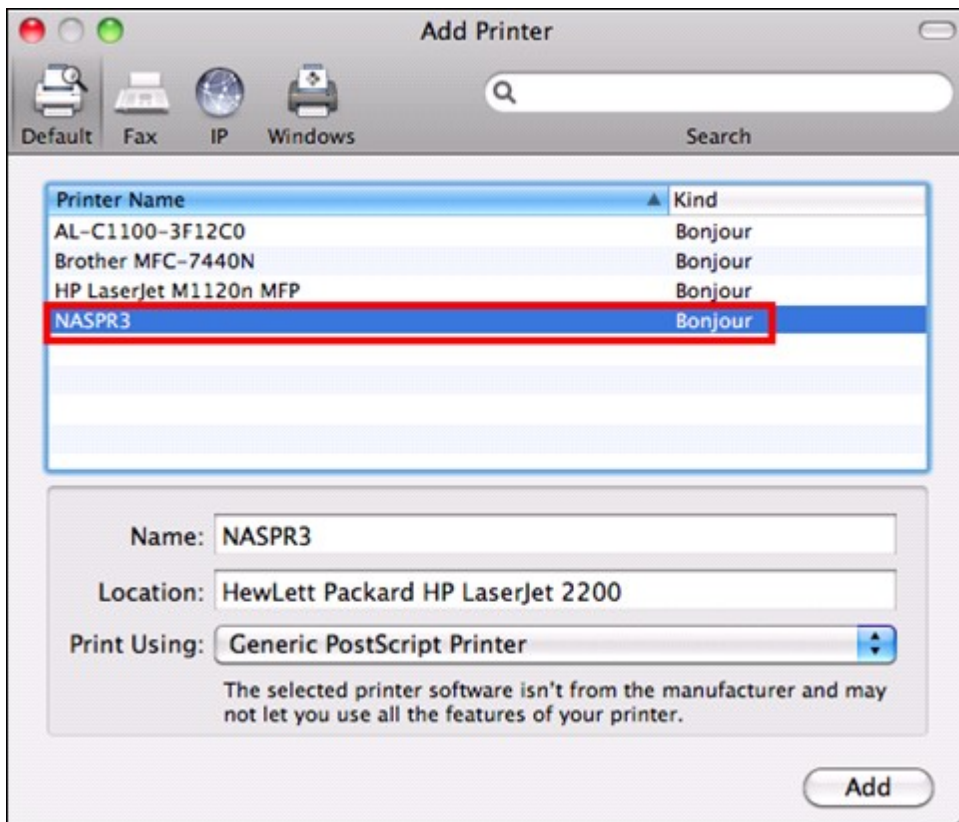 Add Printer
Default Fax IP Windows Search
Printer Name Kind
AL-C1100-3F12C0 Bonjour
Brother MFC-7440N Bonjour
HP LaserJet M1120n MFP Bonjour
NASPR3 Bonjour
Name: NASPR3
Location: HewLett Packard HP LaserJet 2200
Print Using: Generic PostScript Printer
The selected printer software isn't from the manufacturer and may
not let you use all the features of your printer.
Add